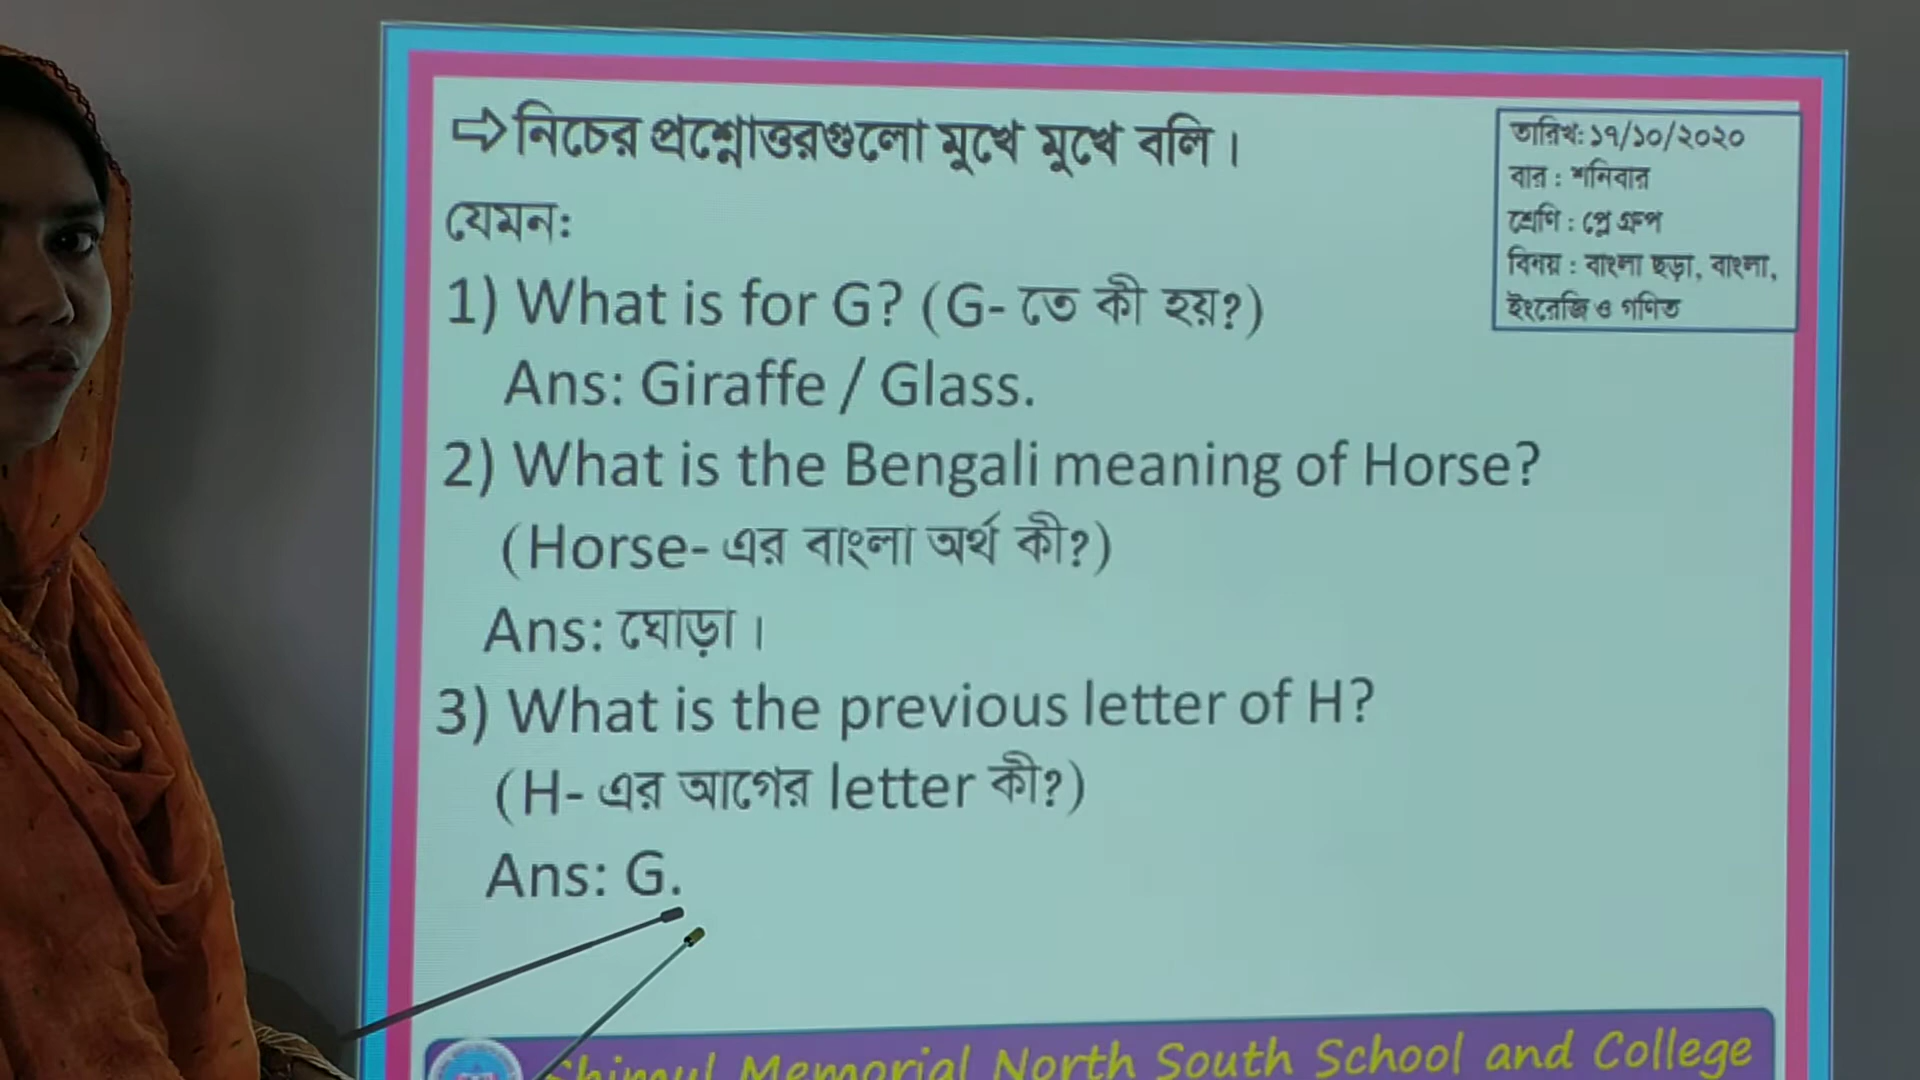 ⇨নিচের প্রশ্নোত্তরগুলো মুখে মুখে বলি।
যেমন:
1) What is for G? (G- তে কী হয়?)
Ans: Giraffe / Glass.
2) What is the Bengali meaning of Horse?
(Horse- এর বাংলা অর্থ কী?)
Ans: ঘোড়া।
3) What is the previous letter of H?
(H- এর আগের letter কী?)
Ans: G.
তারিখ: ১৭/১০/২০২০
বার : শনিবার
শ্রেণি : প্লে গ্রুপ
বিষয় : বাংলা ছড়া, বাংলা,
ইংরেজি ও গণিত
Shimul Memorial North South School and College